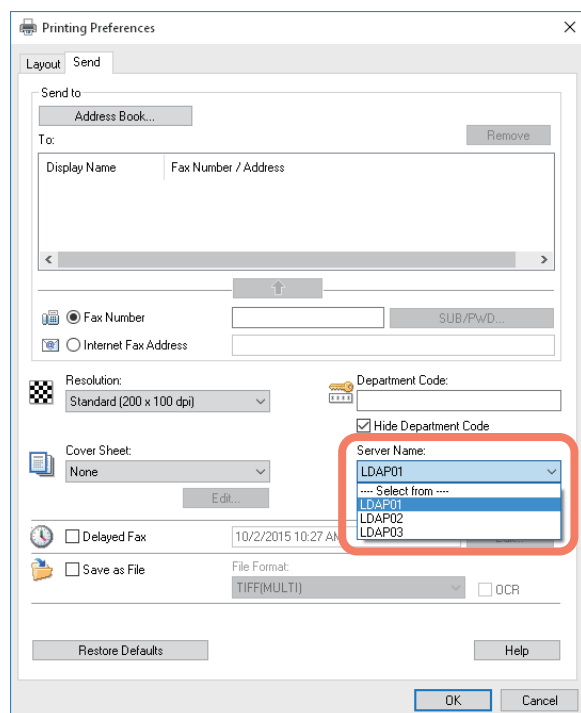 Printing Preferences
Layout Send
Send to
Address Book...
To:
Remove
Display Name Fax Number / Address
Fax Number
SUB/PWD...
Internet Fax Address
Resolution:
Standard (200 x 100 dpi)
Department Code:
Hide Department Code
Cover Sheet:
None
Edit...
Server Name:
LDAP01
---- Select from ----
LDAP01
LDAP02
LDAP03
Delayed Fax
10/2/2015 10:27 AM
Save as File
File Format:
TIFF(MULTI)
OCR
Restore Defaults
Help
OK
Cancel